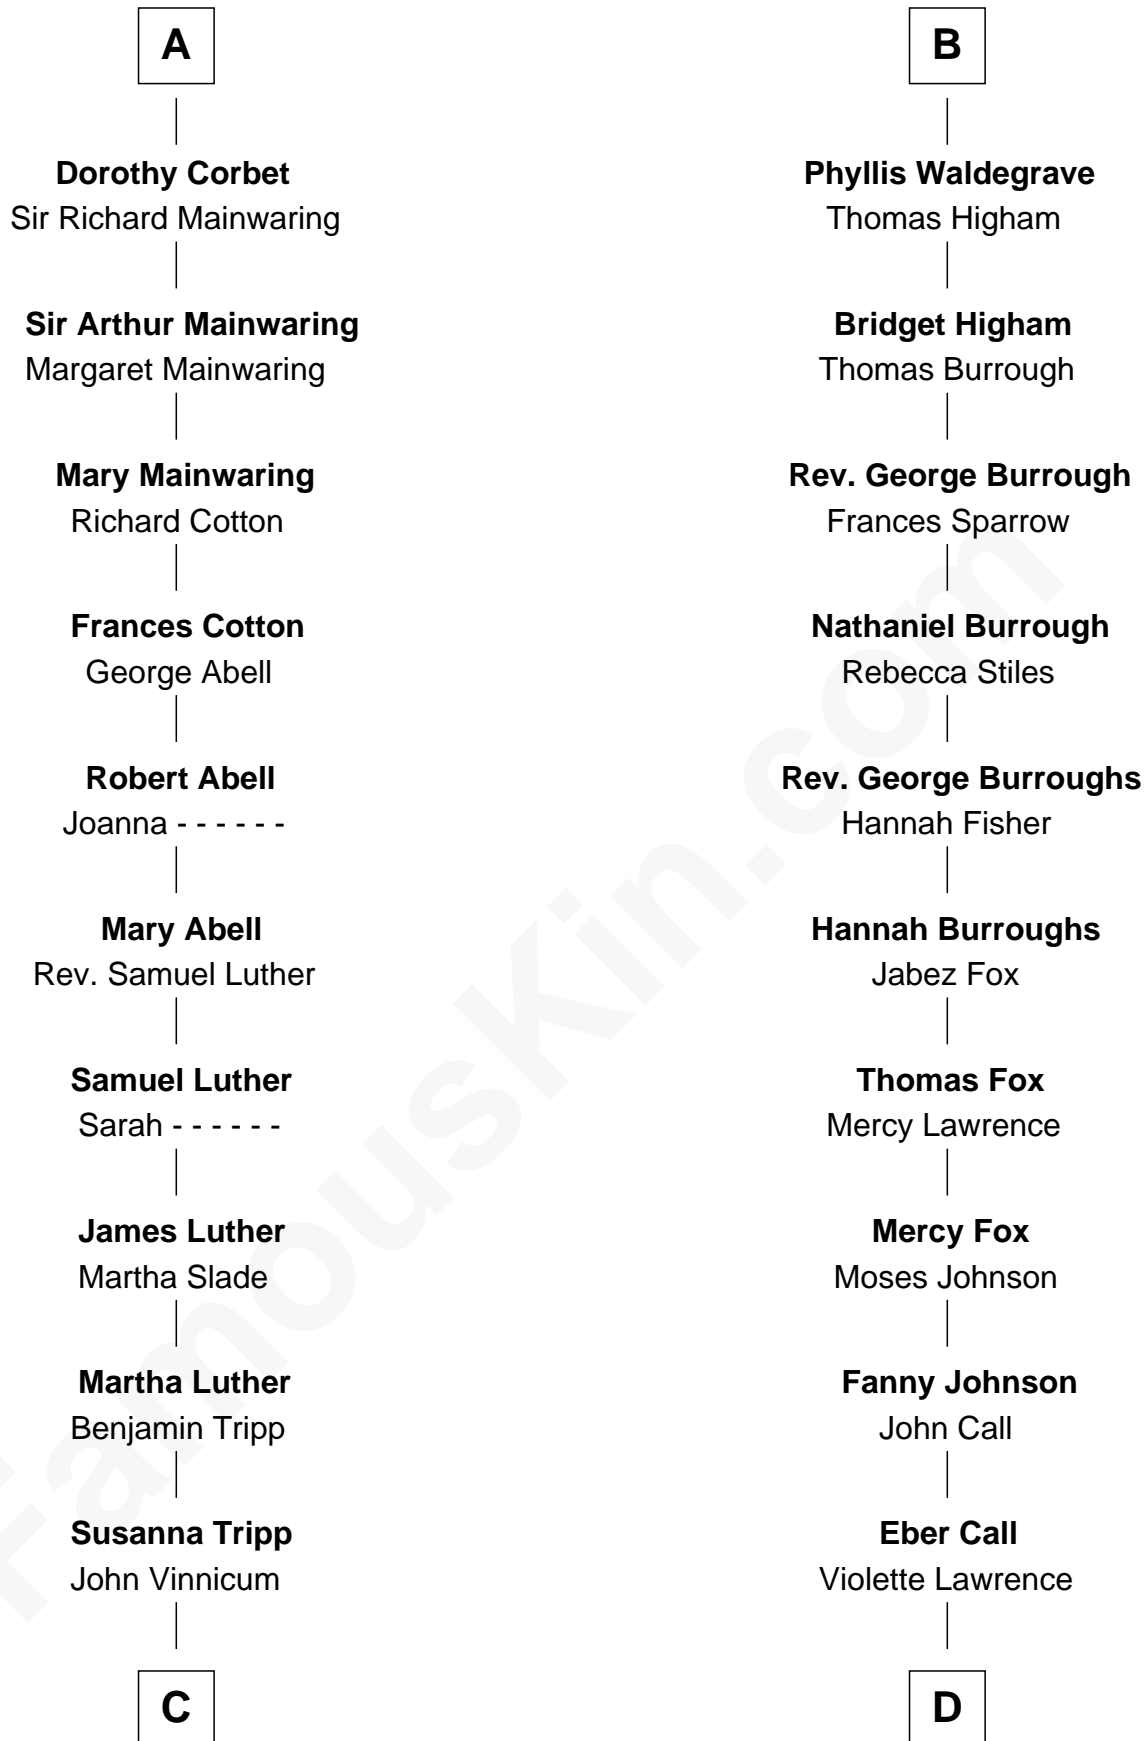 A
Dorothy Corbet
Sir Richard Mainwaring
Sir Arthur Mainwaring
Margaret Mainwaring
Mary Mainwaring
Richard Cotton
Frances Cotton
George Abell
Robert Abell
Joanna - - - - - -
Mary Abell
Rev. Samuel Luther
Samuel Luther
Sarah - - - - - -
James Luther
Martha Slade
Martha Luther
Benjamin Tripp
Susanna Tripp
John Vinnicum
C
B
Phyllis Waldegrave
Thomas Higham
Bridget Higham
Thomas Burrough
Rev. George Burrough
Frances Sparrow
Nathaniel Burrough
Rebecca Stiles
Rev. George Burroughs
Hannah Fisher
Hannah Burroughs
Jabez Fox
Thomas Fox
Mercy Lawrence
Mercy Fox
Moses Johnson
Fanny Johnson
John Call
Eber Call
Violette Lawrence
D
FamousKin.com